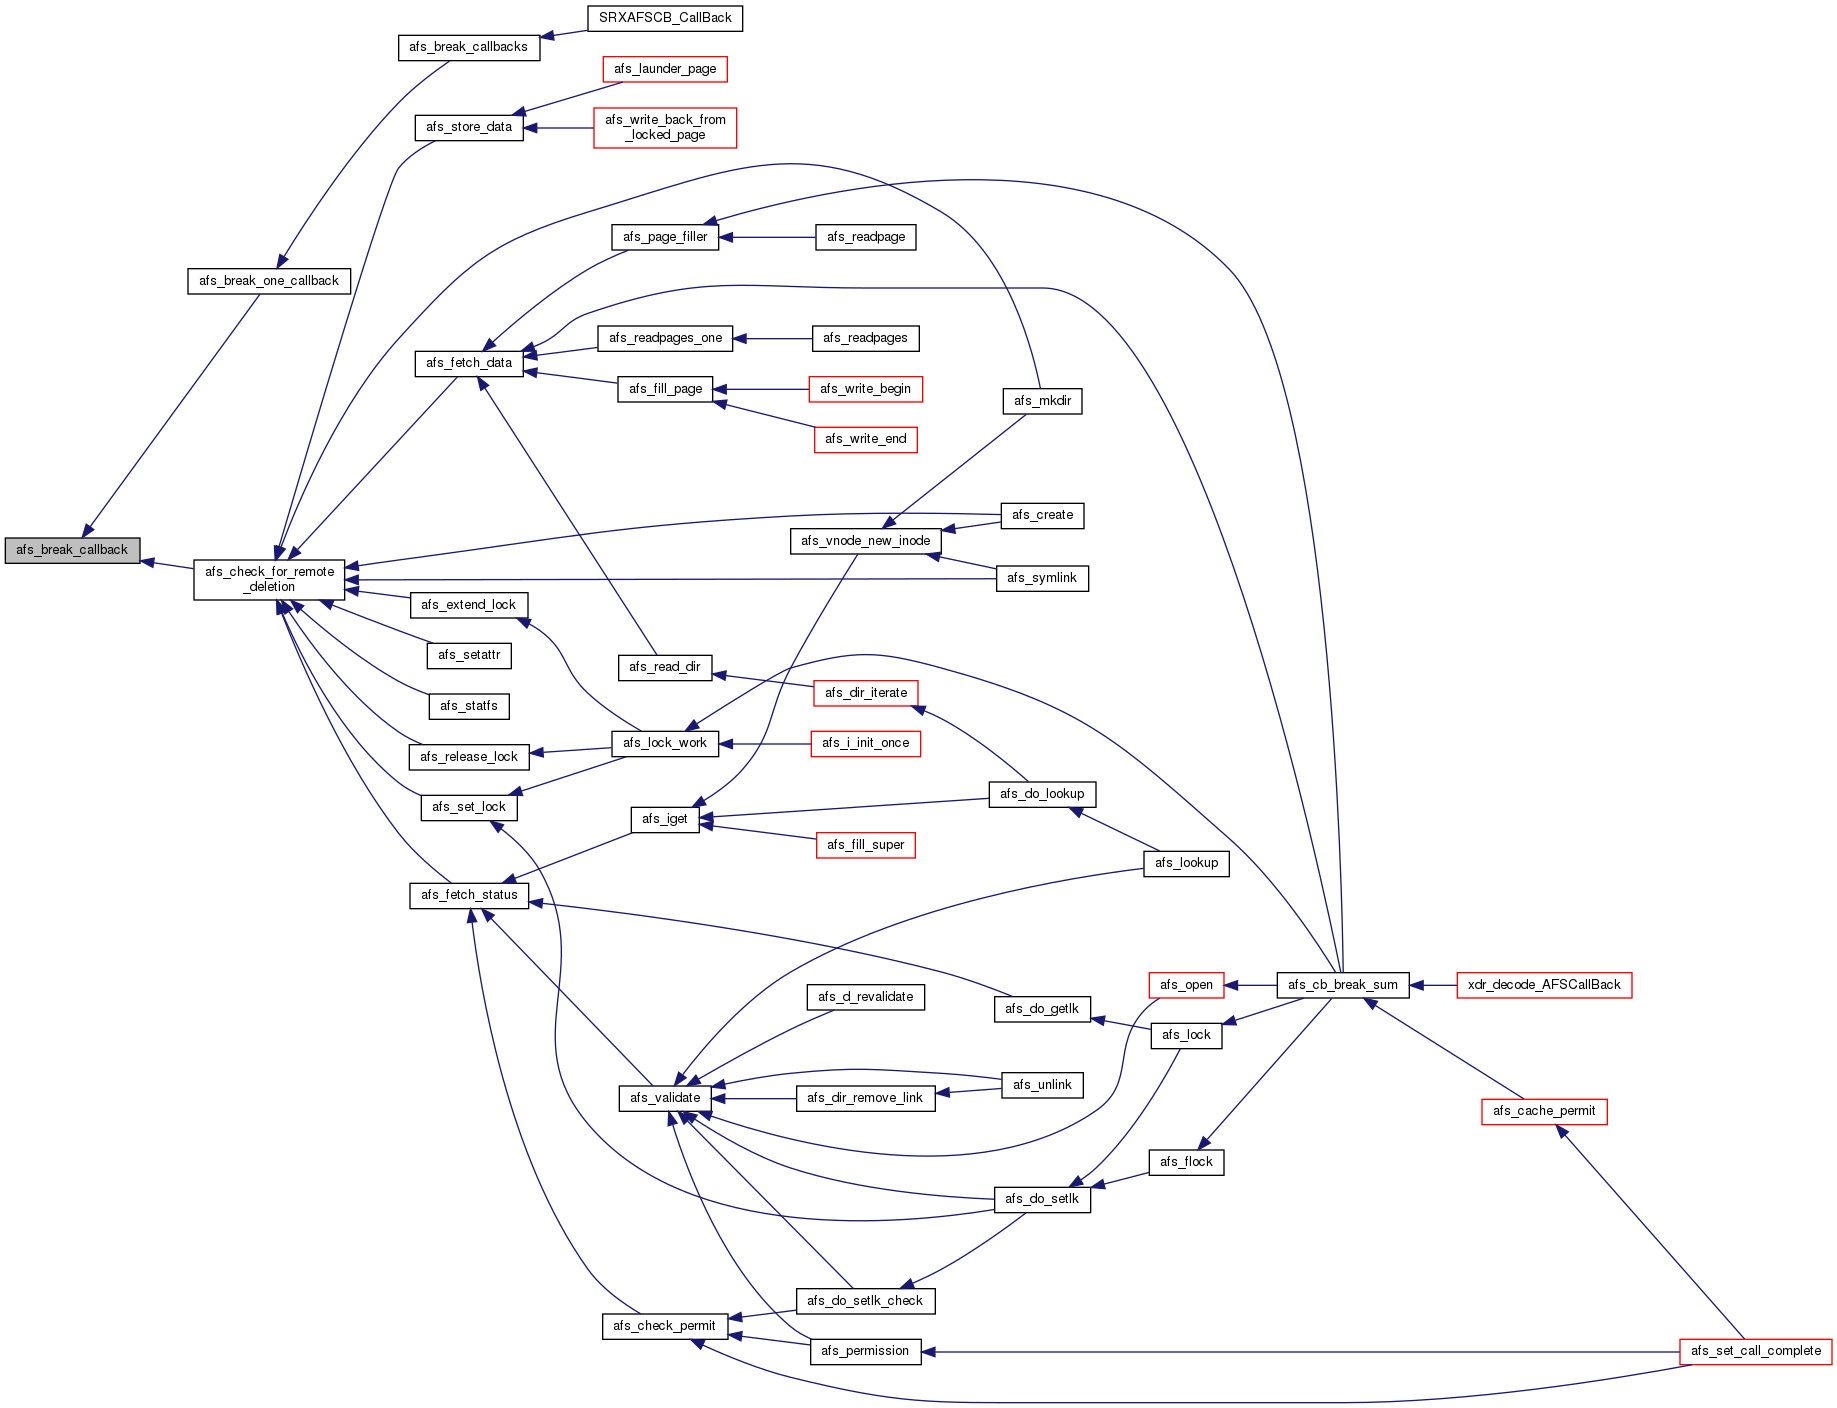 SRXAFSCB_CallBack
afs_break_callbacks
afs_launder_page
afs_write_back_from
_locked_page
afs_store_data
afs_page_filler
afs_readpage
afs_break_one_callback
afs_readpages_one
afs_readpages
afs_fetch_data
afs_fill_page
afs_write_begin
afs_mkdir
afs_write_end
afs_create
afs_vnode_new_inode
afs_break_callback
afs_check_for_remote
_deletion
afs_symlink
afs_extend_lock
afs_setattr
afs_read_dir
afs_dir_iterate
afs_statfs
afs_lock_work
afs_i_init_once
afs_release_lock
afs_do_lookup
afs_set_lock
afs_iget
afs_fill_super
afs_lookup
afs_fetch_status
afs_open
afs_cb_break_sum
xdr_decode_AFSCallBack
afs_d_revalidate
afs_do_getlk
afs_lock
afs_unlink
afs_validate
afs_dir_remove_link
afs_cache_permit
afs_flock
afs_do_setlk
afs_do_setlk_check
afs_check_permit
afs_permission
afs_set_call_complete